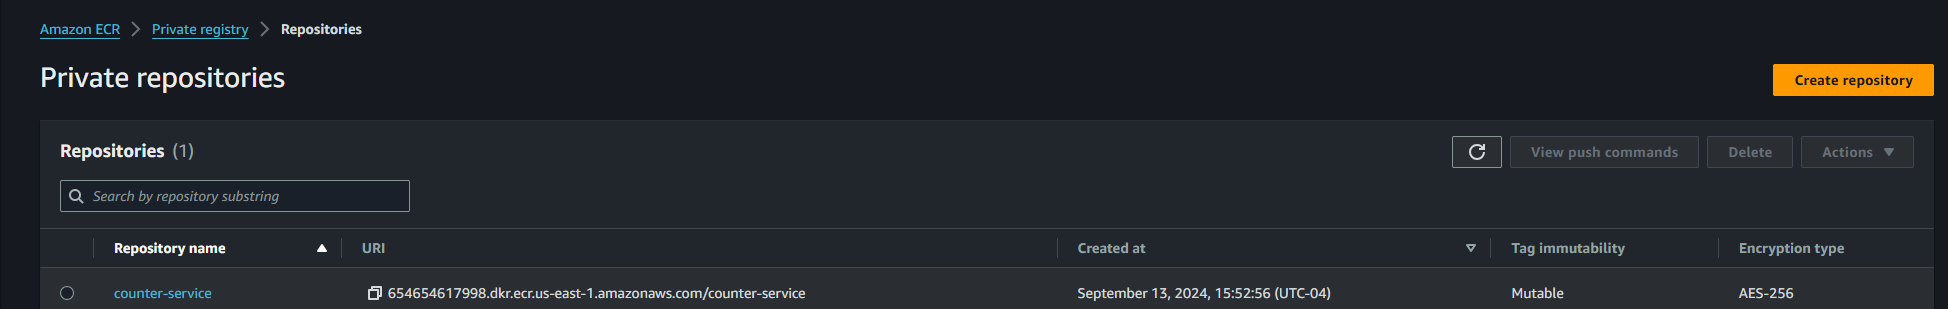 Amazon ECR > Private registry > Repositories
Private repositories
Create repository
Repositories (1)
View push commands
Delete
Actions
Search by repository substring
Repository name URI Created at Tag immutability Encryption type
counter-service 654654617998.dkr.ecr.us-east-1.amazonaws.com/counter-service September 13, 2024, 15:52:56 (UTC-04) Mutable AES-256